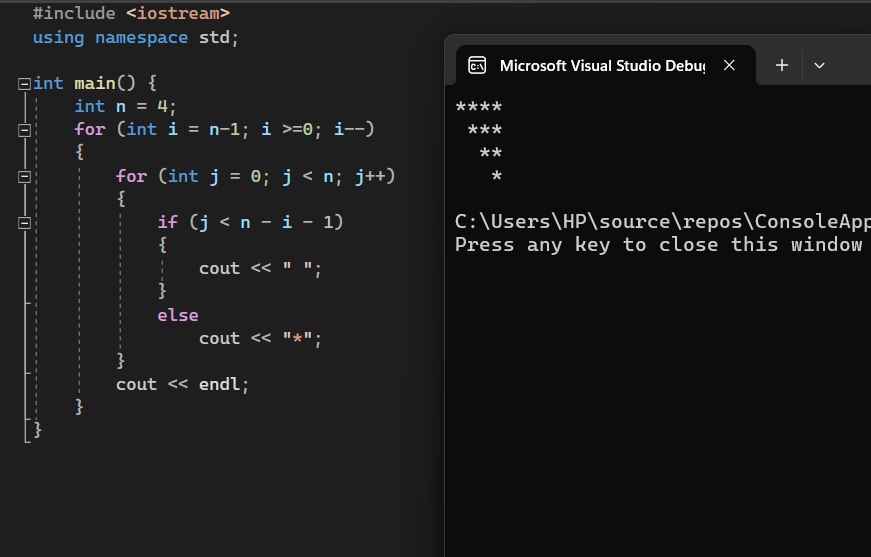 #include <iostream>
using namespace std;
int main() {
    int n = 4;
    for (int i = n-1; i >=0; i--)
    {
        for (int j = 0; j < n; j++)
        {
            if (j < n - i - 1)
            {
                cout << " ";
            }
            else
                cout << "*";
        }
        cout << endl;
    }
}
Microsoft Visual Studio Debu
****
 ***
  **
   *
C:\Users\HP\source\repos\ConsoleApp
Press any key to close this window